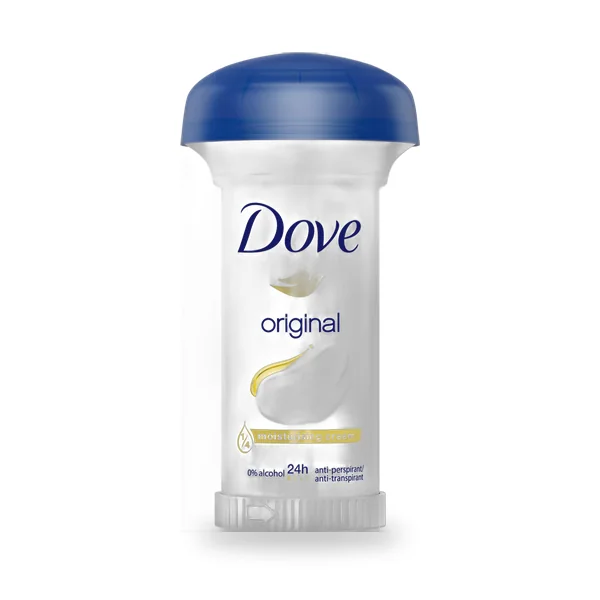 Dove
original
1/4
0% alcohol 24h anti-perspirant/
anti-transpirant